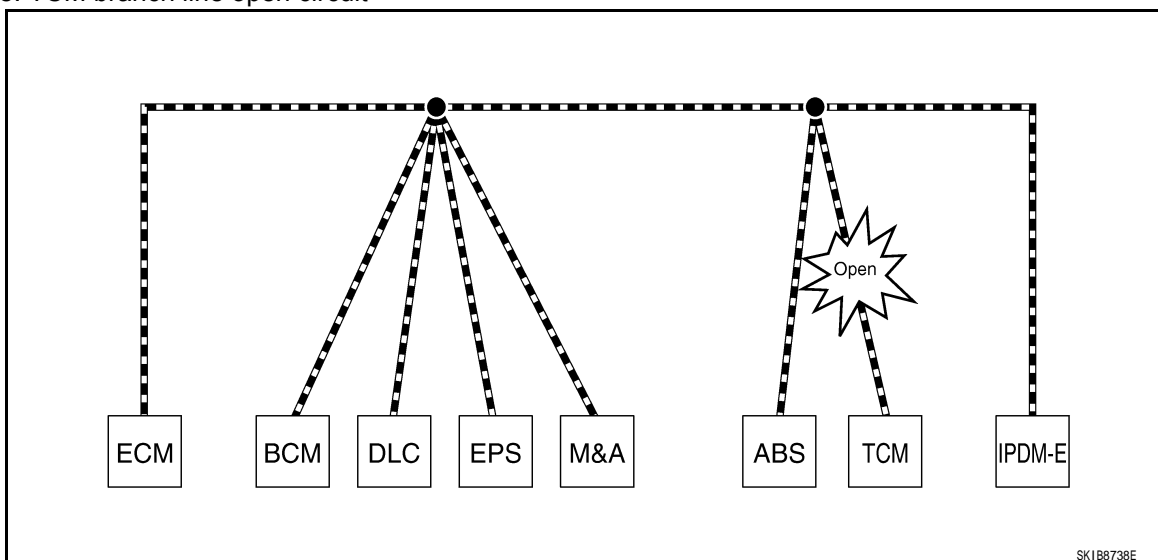 TCM branch line open circuit
Open
ECM BCM DLC EPS M&A ABS TCM IPDM-E
SKIB8738E